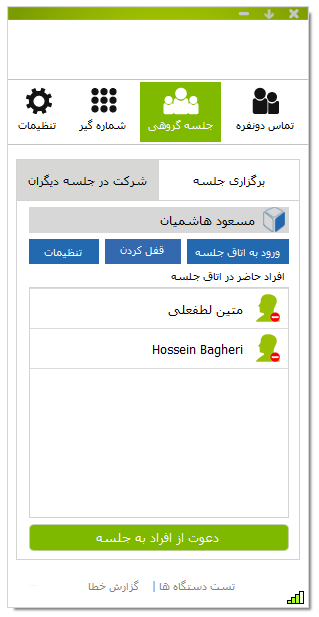 تماس دونفره
جلسه گروهی
شماره گیر
تنظیمات
برگزاری جلسه
شرکت در جلسه دیگران
مسعود هاشمیان
ورود به اتاق جلسه
قفل کردن
تنظیمات
افراد حاضر در اتاق جلسه
متین لطفعلی
Hossein Bagheri
دعوت از افراد به جلسه
تست دستگاه ها | گزارش خطا